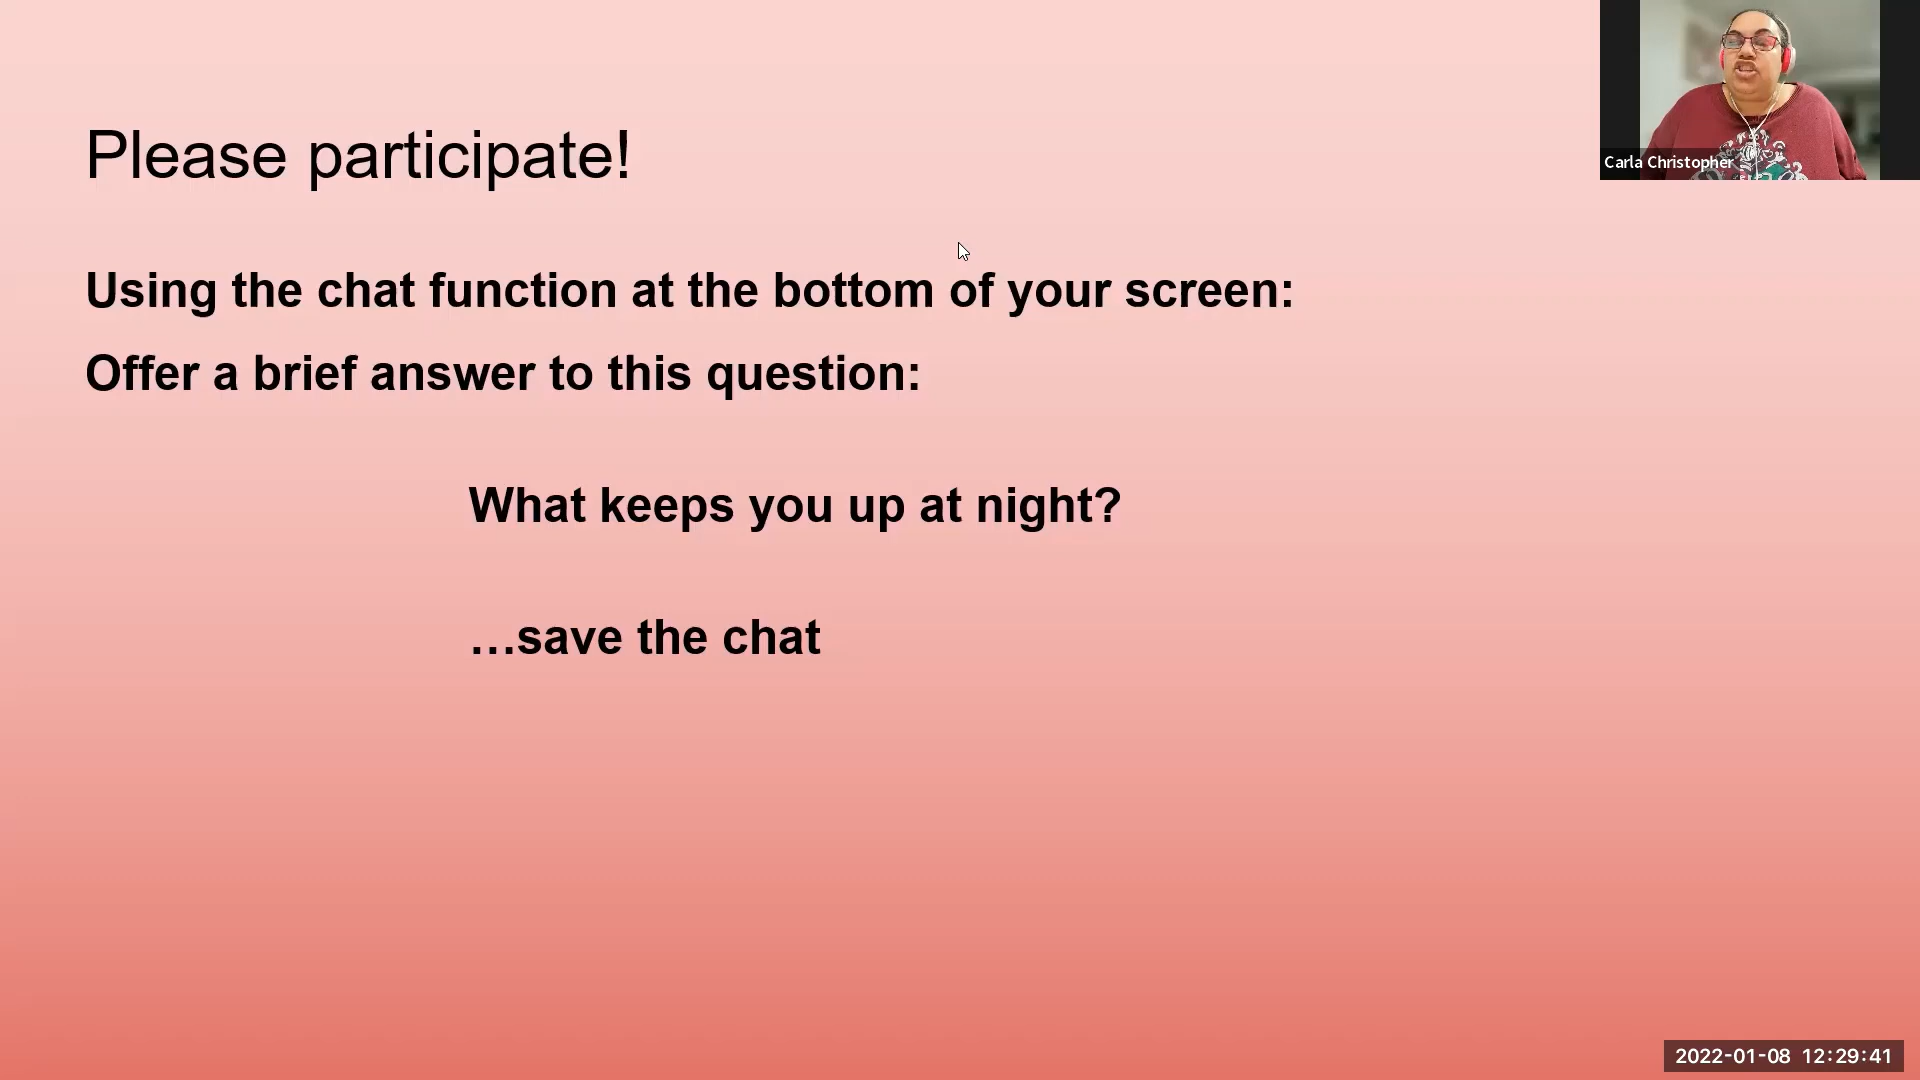 Please participate!
Carla Christopher
Using the chat function at the bottom of your screen:
Offer a brief answer to this question:
What keeps you up at night?
…save the chat
2022-01-08 12:29:41